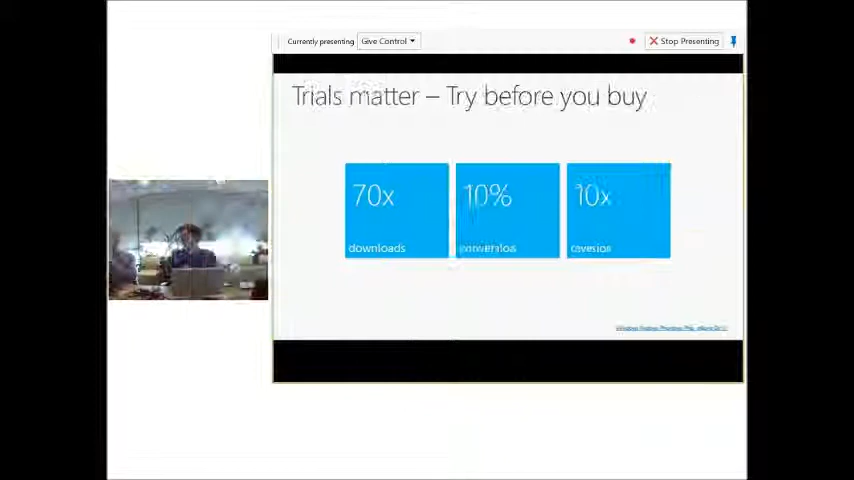 Currently presenting Give Control
Stop Presenting
Trials matter – Try before you buy
70x
10%
10x
downloads